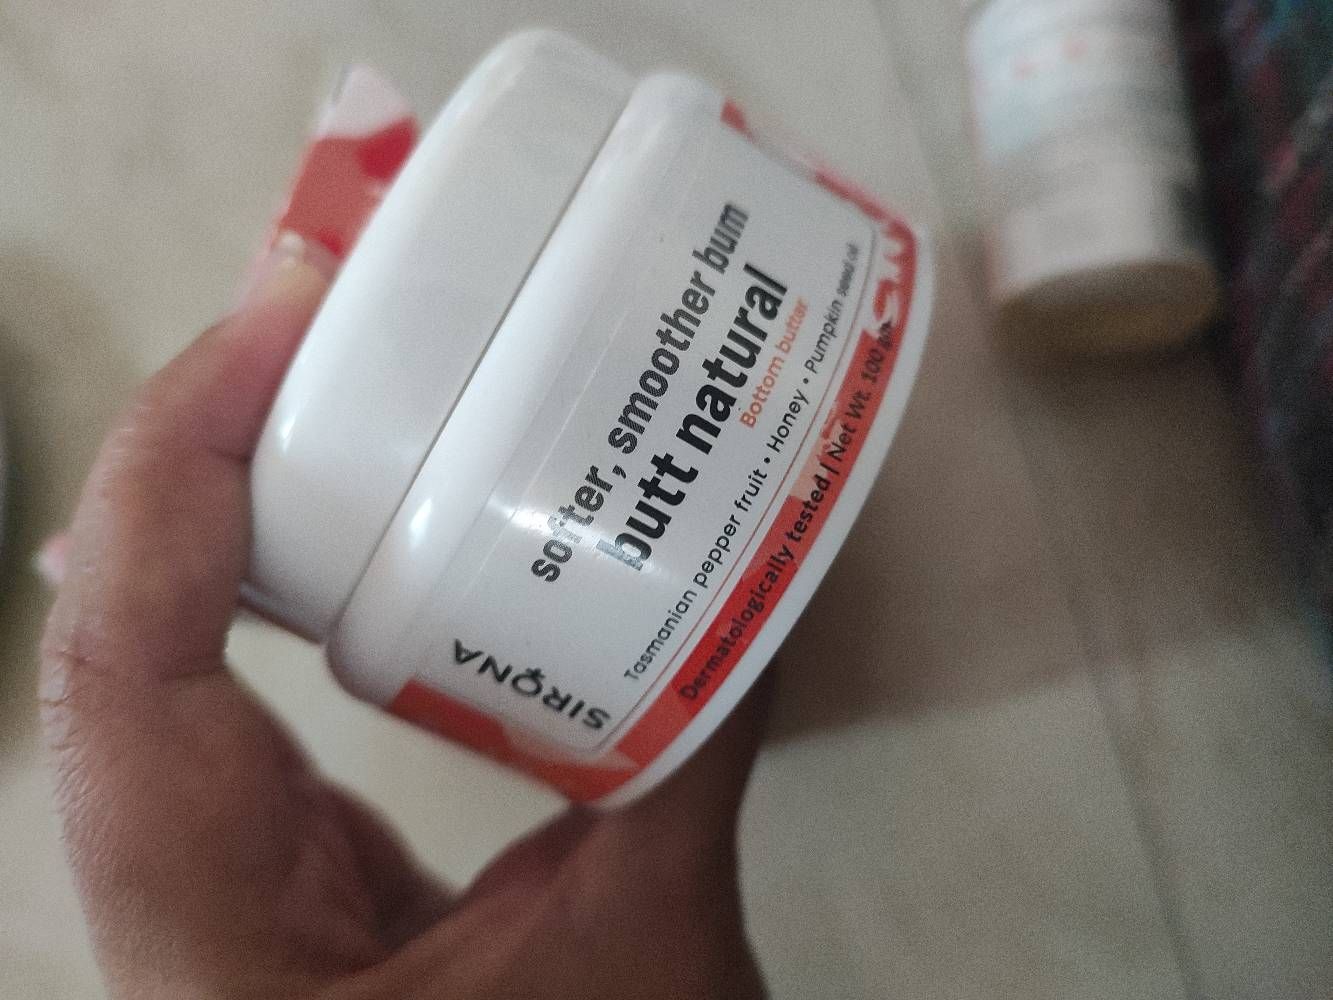 SIRONA
softer, smoother bum
butt natural
Bottom butter
Tasmanian pepper fruit • Honey • Pumpkin seed oil
Dermatologically tested | Net Wt. 100 gm